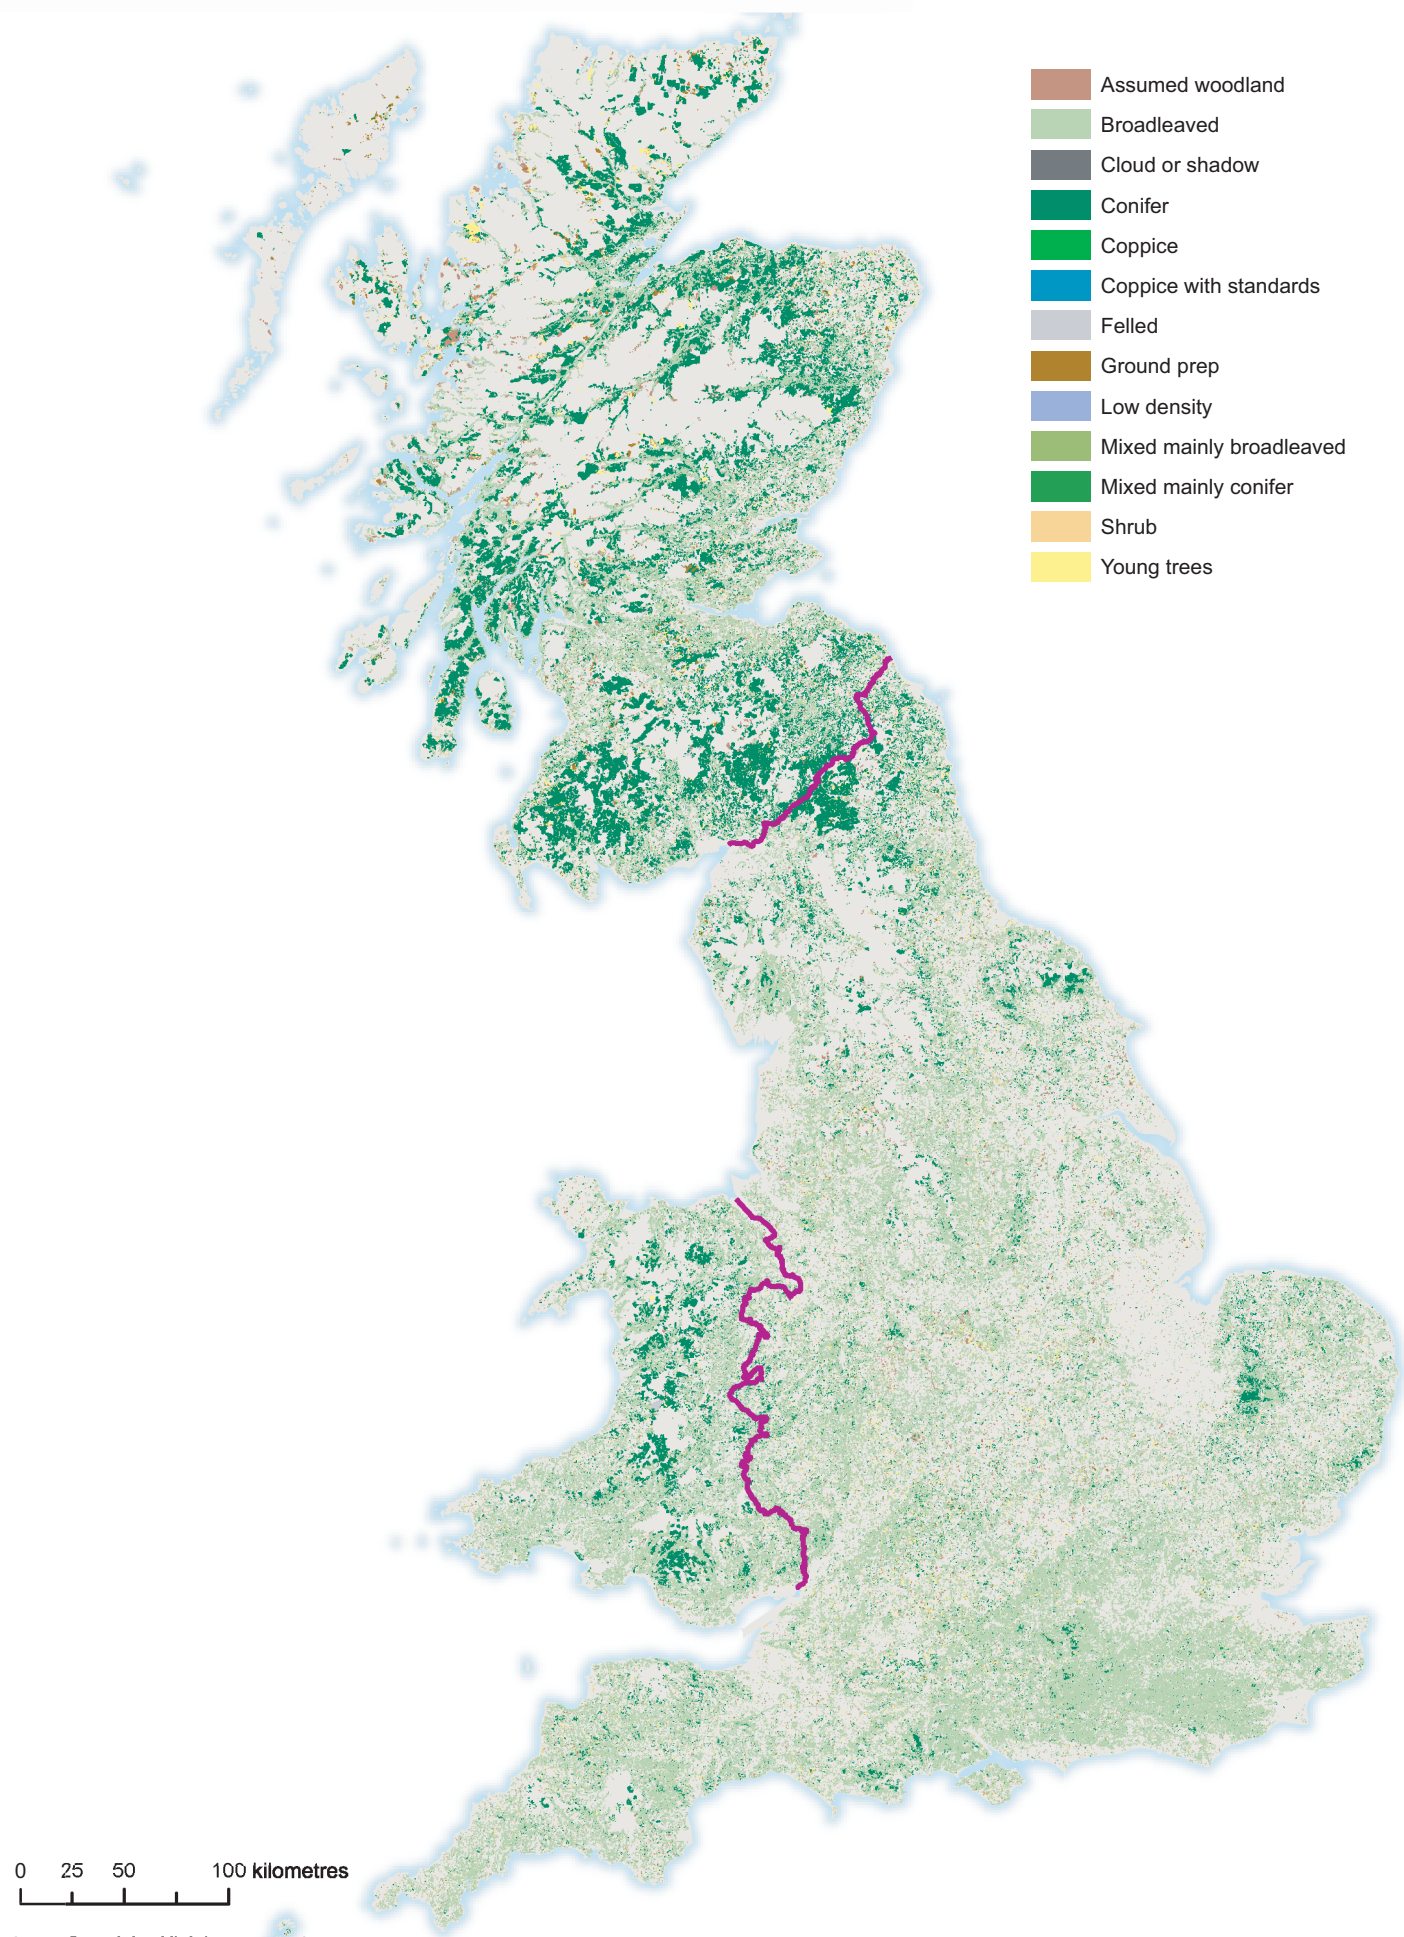 Assumed woodland
Broadleaved
Cloud or shadow
Conifer
Coppice
Coppice with standards
Felled
Ground prep
Low density
Mixed mainly broadleaved
Mixed mainly conifer
Shrub
Young trees
0 25 50 100 kilometres